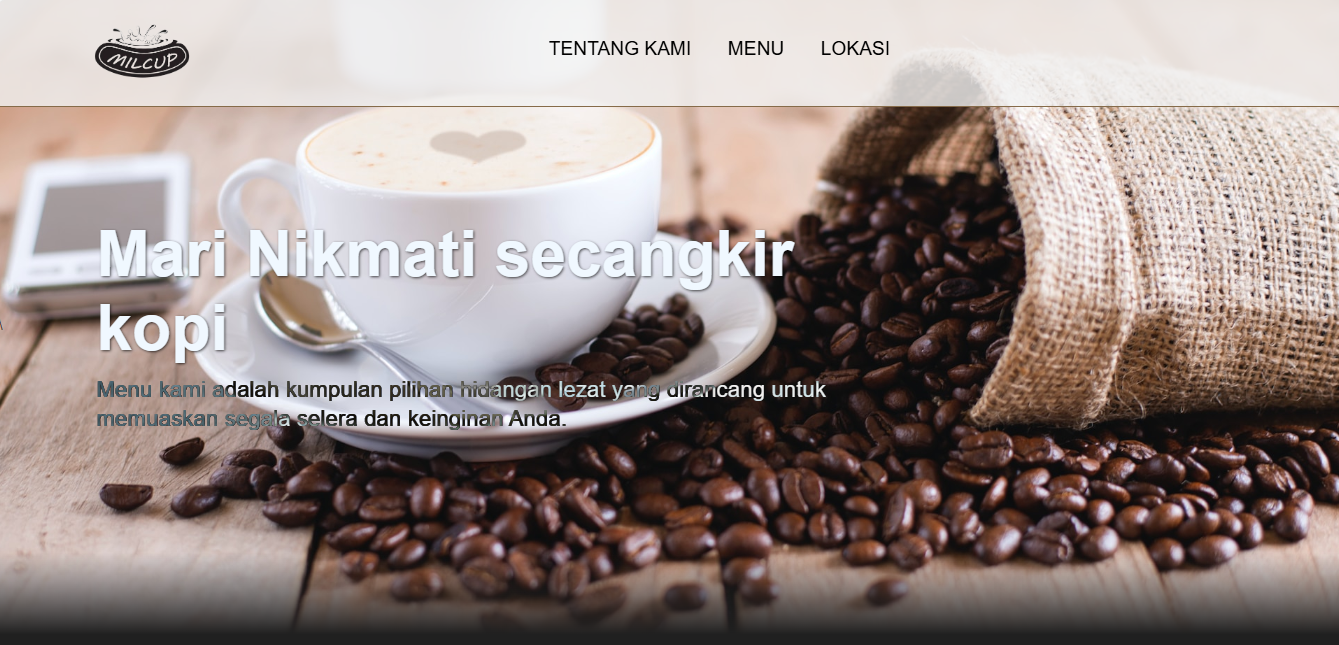 MILCUP
TENTANG KAMI MENU LOKASI
Mari Nikmati secangkir
kopi
Menu kami adalah kumpulan pilihan hidangan lezat yang dirancang untuk
memuaskan segala selera dan keinginan Anda.